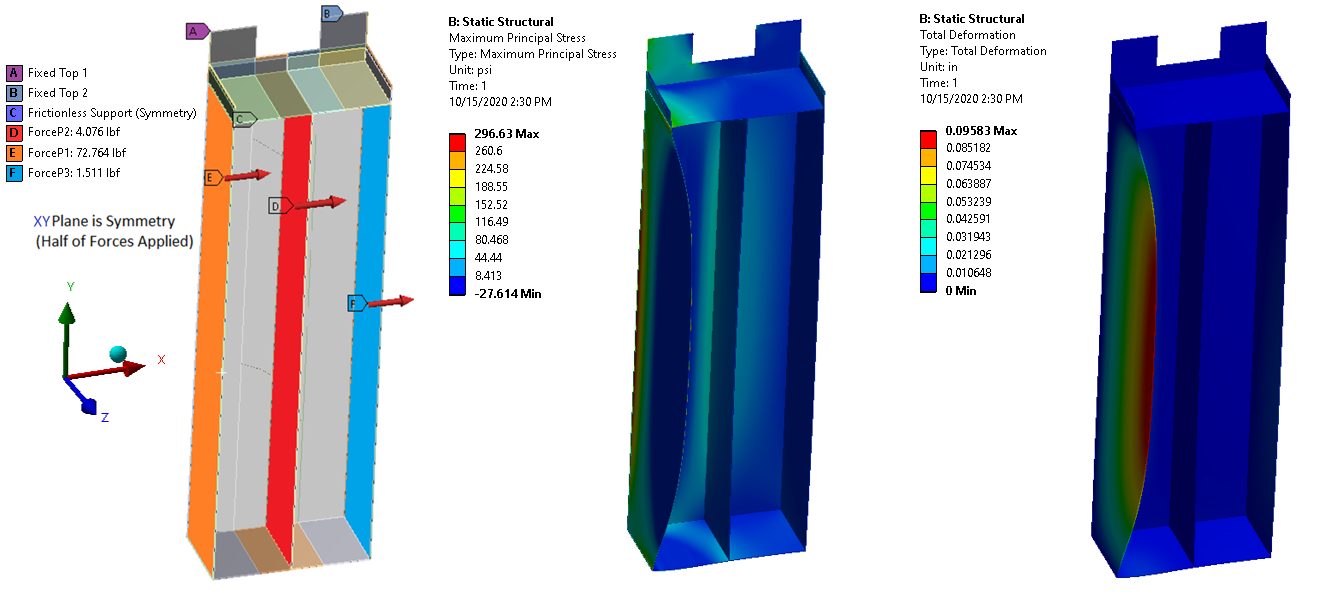 A
B
A Fixed Top 1
B Fixed Top 2
C Frictionless Support (Symmetry)
D ForceP2: 4.076 lbf
E ForceP1: 72.764 lbf
F ForceP3: 1.511 lbf
C
E
D
F
XYPlane is Symmetry
(Half of Forces Applied)
Y
X
Z
B: Static Structural
Maximum Principal Stress
Type: Maximum Principal Stress
Unit: psi
Time: 1
10/15/2020 2:30 PM
296.63 Max
260.6
224.58
188.55
152.52
116.49
80.468
44.44
8.413
-27.614 Min
B: Static Structural
Total Deformation
Type: Total Deformation
Unit: in
Time: 1
10/15/2020 2:30 PM
0.09583 Max
0.085182
0.074534
0.063887
0.053239
0.042591
0.031943
0.021296
0.010648
0 Min